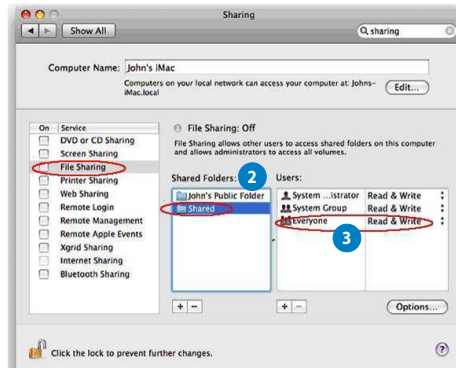 Sharing
Show All
sharing
Computer Name: John's iMac
Computers on your local network can access your computer at: Johns-
iMac.local
Edit...
On Service
DVD or CD Sharing
Screen Sharing
File Sharing
Printer Sharing
Web Sharing
Remote Login
Remote Management
Remote Apple Events
Xgrid Sharing
Internet Sharing
Bluetooth Sharing
File Sharing: Off
File Sharing allows other users to access shared folders on this computer
and allows administrators to access all volumes.
Shared Folders: 2
John's Public Folder
Shared
Users:
System ...istrator Read & Write
System Group Read & Write
Everyone Read & Write
3
+ −
+ −
Options...
Click the lock to prevent further changes.
?